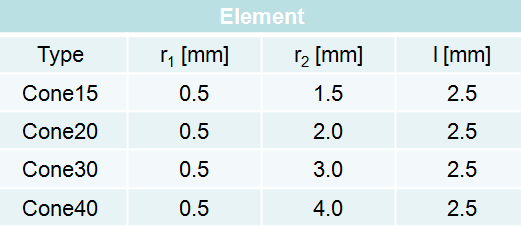 Element
Type r₁ [mm] r₂ [mm] l [mm]
Cone15 0.5 1.5 2.5
Cone20 0.5 2.0 2.5
Cone30 0.5 3.0 2.5
Cone40 0.5 4.0 2.5